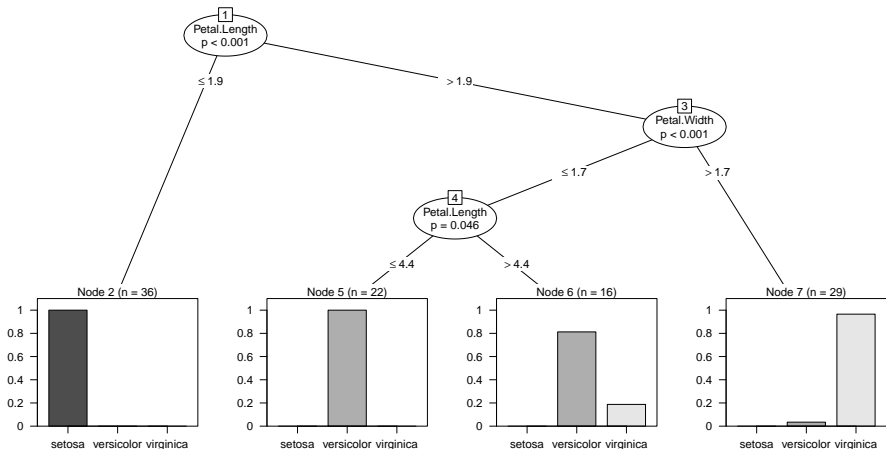 1
Petal.Length
p < 0.001
≤ 1.9
> 1.9
3
Petal.Width
p < 0.001
≤ 1.7
> 1.7
4
Petal.Length
p = 0.046
≤ 4.4
> 4.4
Node 2 (n = 36)
1
0.8
0.6
0.4
0.2
0
setosa versicolor virginica
Node 5 (n = 22)
1
0.8
0.6
0.4
0.2
0
setosa versicolor virginica
Node 6 (n = 16)
1
0.8
0.6
0.4
0.2
0
setosa versicolor virginica
Node 7 (n = 29)
1
0.8
0.6
0.4
0.2
0
setosa versicolor virginica